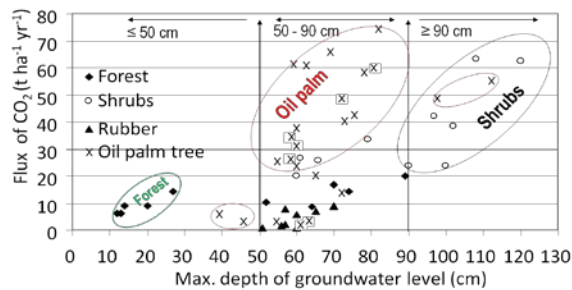 ≤ 50 cm 50 - 90 cm ≥ 90 cm
80
70
60
50
40
30
20
10
0
Flux of CO2 (t ha-1 yr-1)
Forest
Shrubs
Rubber
Oil palm tree
Oil palm
Shrubs
Forest
0 10 20 30 40 50 60 70 80 90 100 110 120 130
Max. depth of groundwater level (cm)